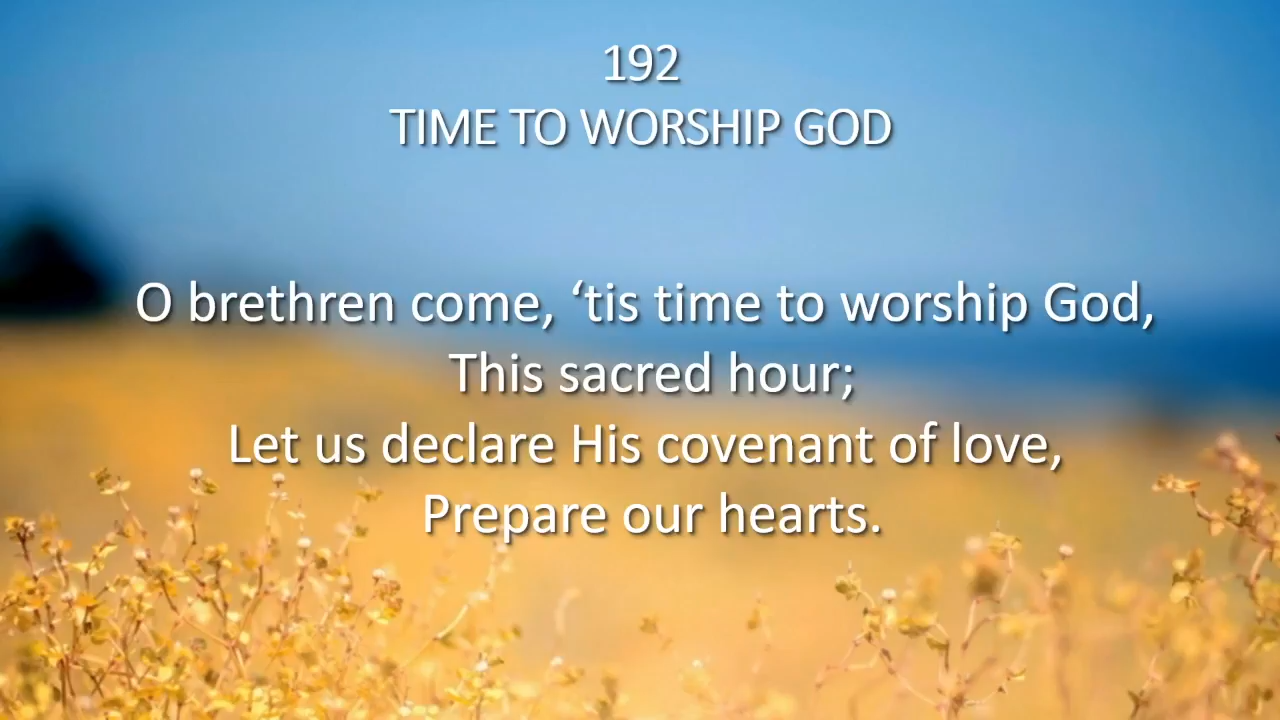 192
TIME TO WORSHIP GOD
O brethren come, ‘tis time to worship God,
This sacred hour;
Let us declare His covenant of love,
Prepare our hearts.